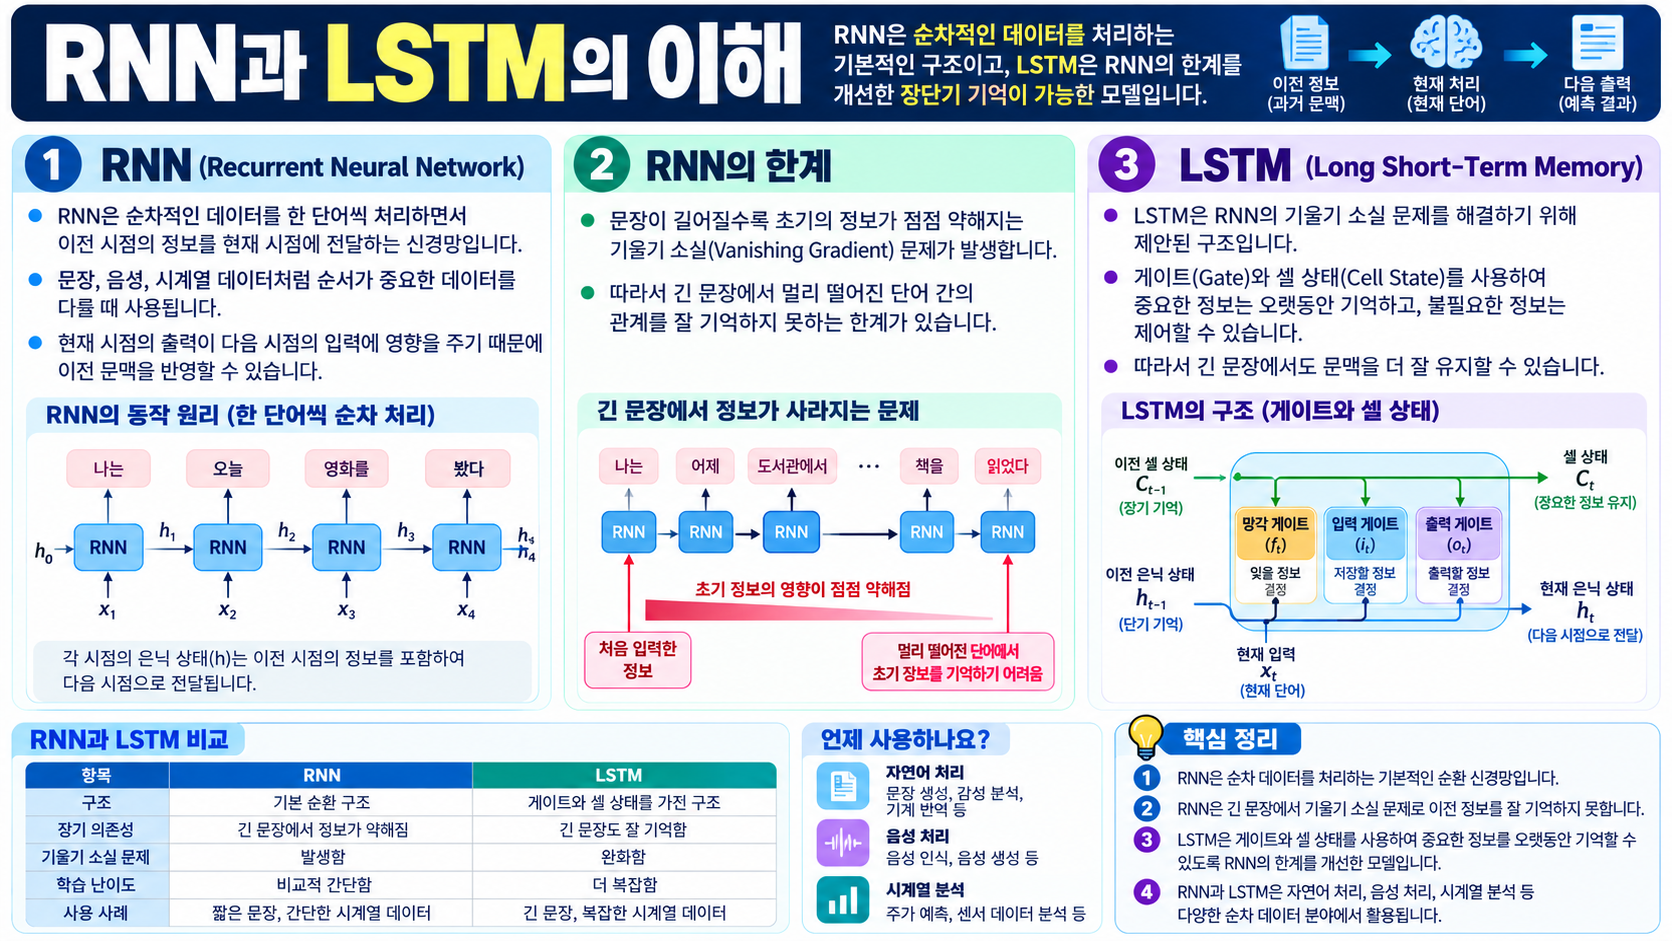 RNN과 LSTM의 이해
RNN은 순차적인 데이터를 처리하는
기본적인 구조이고, LSTM은 RNN의 한계를
개선한 장단기 기억이 가능한 모델입니다.
이전 정보
(과거 문맥)
현재 처리
(현재 단어)
다음 출력
(예측 결과)
1 RNN (Recurrent Neural Network)
RNN은 순차적인 데이터를 한 단어씩 처리하면서
이전 시점의 정보를 현재 시점에 전달하는 신경망입니다.
문장, 음성, 시계열 데이터처럼 순서가 중요한 데이터를
다룰 때 사용됩니다.
현재 시점의 출력이 다음 시점의 입력에 영향을 주기 때문에
이전 문맥을 반영할 수 있습니다.
RNN의 동작 원리 (한 단어씩 순차 처리)
나는 오늘 영화를 봤다
h0 RNN h1 RNN h2 RNN h3 RNN h4
x1 x2 x3 x4
각 시점의 은닉 상태(h)는 이전 시점의 정보를 포함하여
다음 시점으로 전달됩니다.
2 RNN의 한계
문장이 길어질수록 초기의 정보가 점점 약해지는
기울기 소실(Vanishing Gradient) 문제가 발생합니다.
따라서 긴 문장에서 멀리 떨어진 단어 간의
관계를 잘 기억하지 못하는 한계가 있습니다.
긴 문장에서 정보가 사라지는 문제
나는 어제 도서관에서 ... 책을 읽었다
RNN RNN RNN RNN RNN
초기 정보의 영향이 점점 약해점
처음 입력한
정보
멀리 떨어전 단어에서
초기 장보를 기억하기 어려움
3 LSTM (Long Short-Term Memory)
LSTM은 RNN의 기울기 소실 문제를 해결하기 위해
제안된 구조입니다.
게이트(Gate)와 셀 상태(Cell State)를 사용하여
중요한 정보는 오랫동안 기억하고, 불필요한 정보는
제어할 수 있습니다.
따라서 긴 문장에서도 문맥을 더 잘 유지할 수 있습니다.
LSTM의 구조 (게이트와 셀 상태)
이전 셀 상태
Ct-1
(장기 기억)
셀 상태
Ct
(장요한 정보 유지)
망각 게이트
(ft)
잊을 정보
결정
입력 게이트
(it)
저장할 정보
결정
출력 게이트
(ot)
출력할 정보
결정
이전 은닉 상태
ht-1
(단기 기억)
현재 은닉 상태
ht
(다음 시점으로 전달)
현재 입력
xt
(현재 단어)
RNN과 LSTM 비교
항목 RNN LSTM
구조 기본 순환 구조 게이트와 셀 상태를 가전 구조
장기 의존성 긴 문장에서 정보가 약해짐 긴 문장도 잘 기억함
기울기 소실 문제 발생함 완화함
학습 난이도 비교적 간단함 더 복잡함
사용 사례 짧은 문장, 간단한 시계열 데이터 긴 문장, 복잡한 시계열 데이터
언제 사용하나요?
자연어 처리
문장 생성, 감성 분석,
기계 번역 등
음성 처리
음성 인식, 음성 생성 등
시계열 분석
주가 예측, 센서 데이터 분석 등
핵심 정리
1 RNN은 순차 데이터를 처리하는 기본적인 순환 신경망입니다.
2 RNN은 긴 문장에서 기울기 소실 문제로 이전 정보를 잘 기억하지 못합니다.
3 LSTM은 게이트와 셀 상태를 사용하여 중요한 정보를 오랫동안 기억할 수
있도록 RNN의 한계를 개선한 모델입니다.
4 RNN과 LSTM은 자연어 처리, 음성 처리, 시계열 분석 등
다양한 순차 데이터 분야에서 활용됩니다.